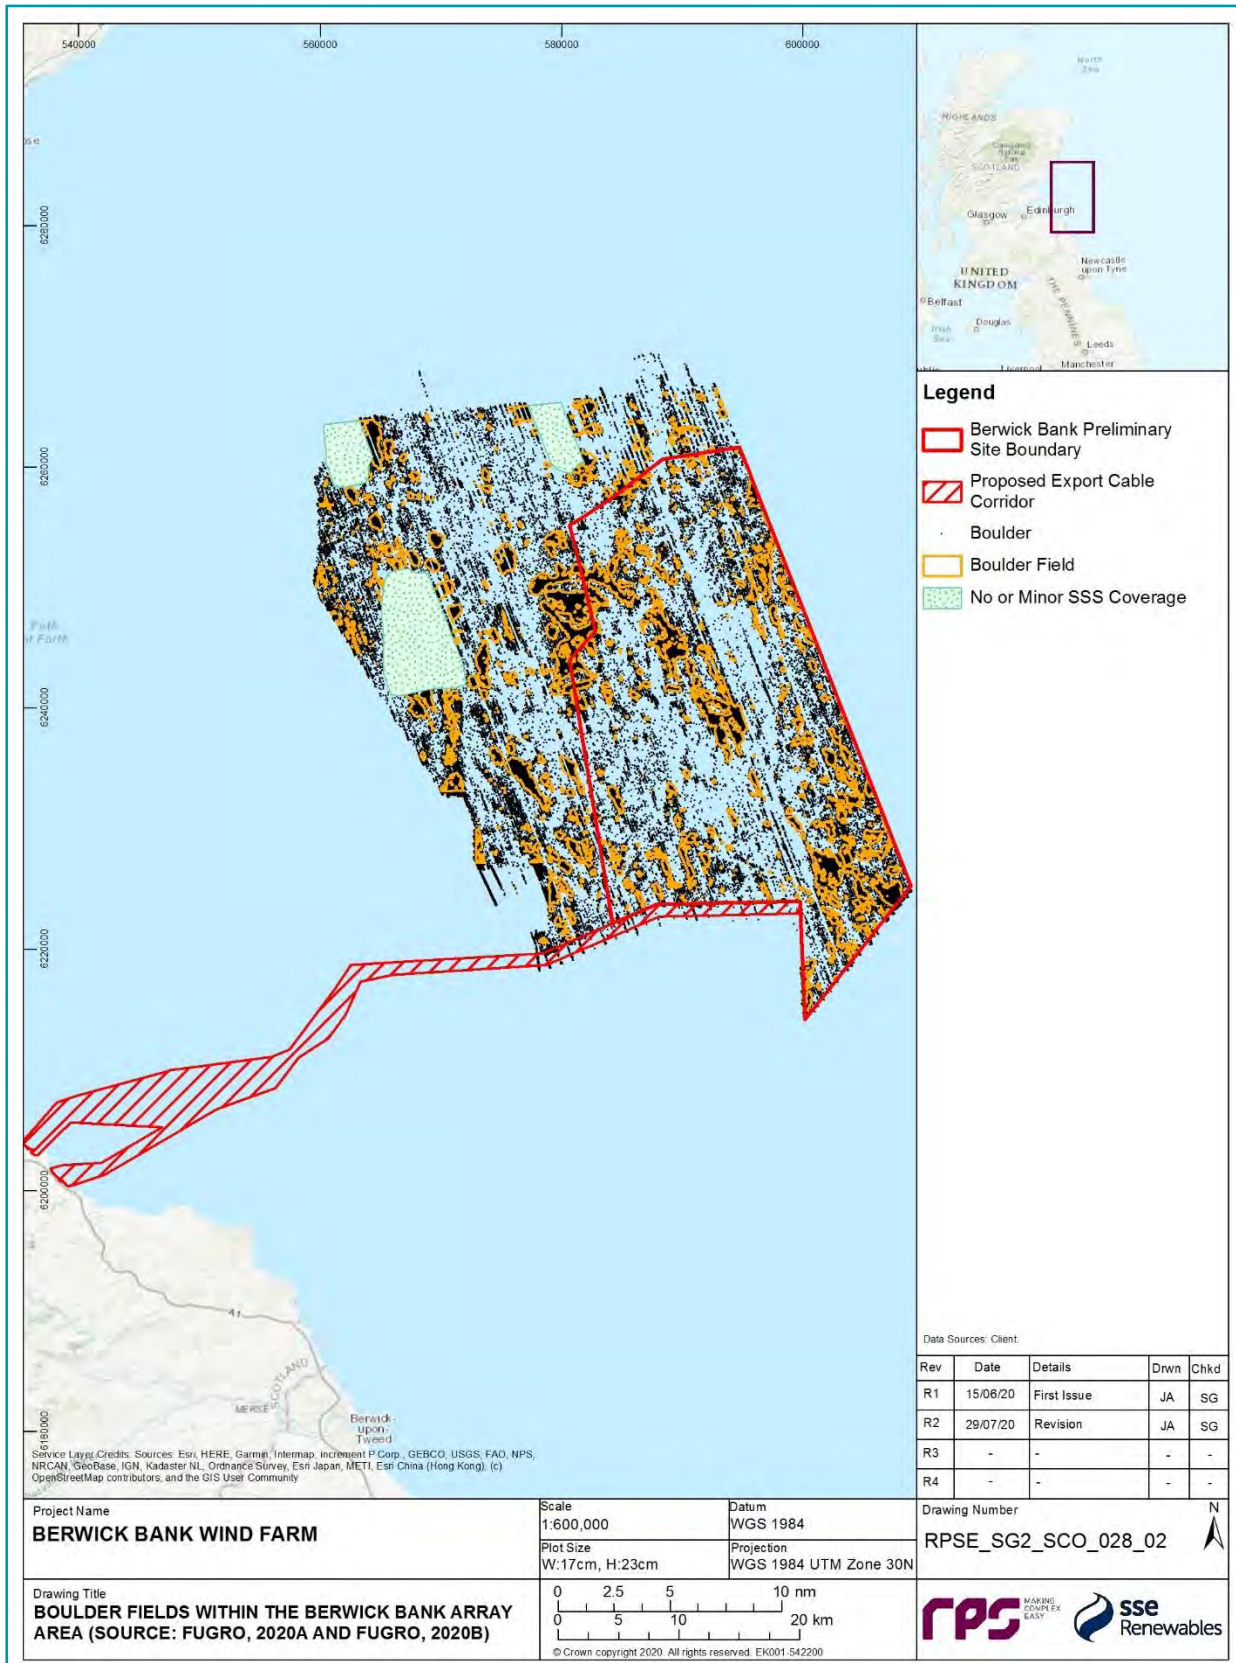 540000
560000
580000
600000
6280000
6260000
6240000
6220000
6200000
6180000
A1
SCOTLAND
MERSE
Berwick-
upon-
Tweed
Service Layer Credits: Sources: Esri, HERE, Garmin, Intermap, increment P Corp., GEBCO, USGS, FAO, NPS,
NRCAN, GeoBase, IGN, Kadaster NL, Ordnance Survey, Esri Japan, METI, Esri China (Hong Kong), (c)
OpenStreetMap contributors, and the GIS User Community
North
Sea
HIGHLANDS
Cairngorms
National
Park
SCOTLAND
Glasgow
Edinburgh
Newcastle
upon Tyne
UNITED
KINGDOM
THE PENNINES
Belfast
Douglas
Irish
Sea
Leeds
Manchester
Liverpool
Legend
Berwick Bank Preliminary
Site Boundary
Proposed Export Cable
Corridor
Boulder
Boulder Field
No or Minor SSS Coverage
Data Sources: Client.
Rev Date Details Drwn Chkd
R1 15/06/20 First Issue JA SG
R2 29/07/20 Revision JA SG
R3 - - - -
R4 - - - -
Project Name
BERWICK BANK WIND FARM
Scale
1:600,000
Datum
WGS 1984
Plot Size
W:17cm, H:23cm
Projection
WGS 1984 UTM Zone 30N
Drawing Number
RPSE_SG2_SCO_028_02
N
Drawing Title
BOULDER FIELDS WITHIN THE BERWICK BANK ARRAY
AREA (SOURCE: FUGRO, 2020A AND FUGRO, 2020B)
0 2.5 5 10 nm
0 5 10 20 km
© Crown copyright 2020. All rights reserved. EK001-542200
rps
MAKING
COMPLEX
EASY
sse
Renewables